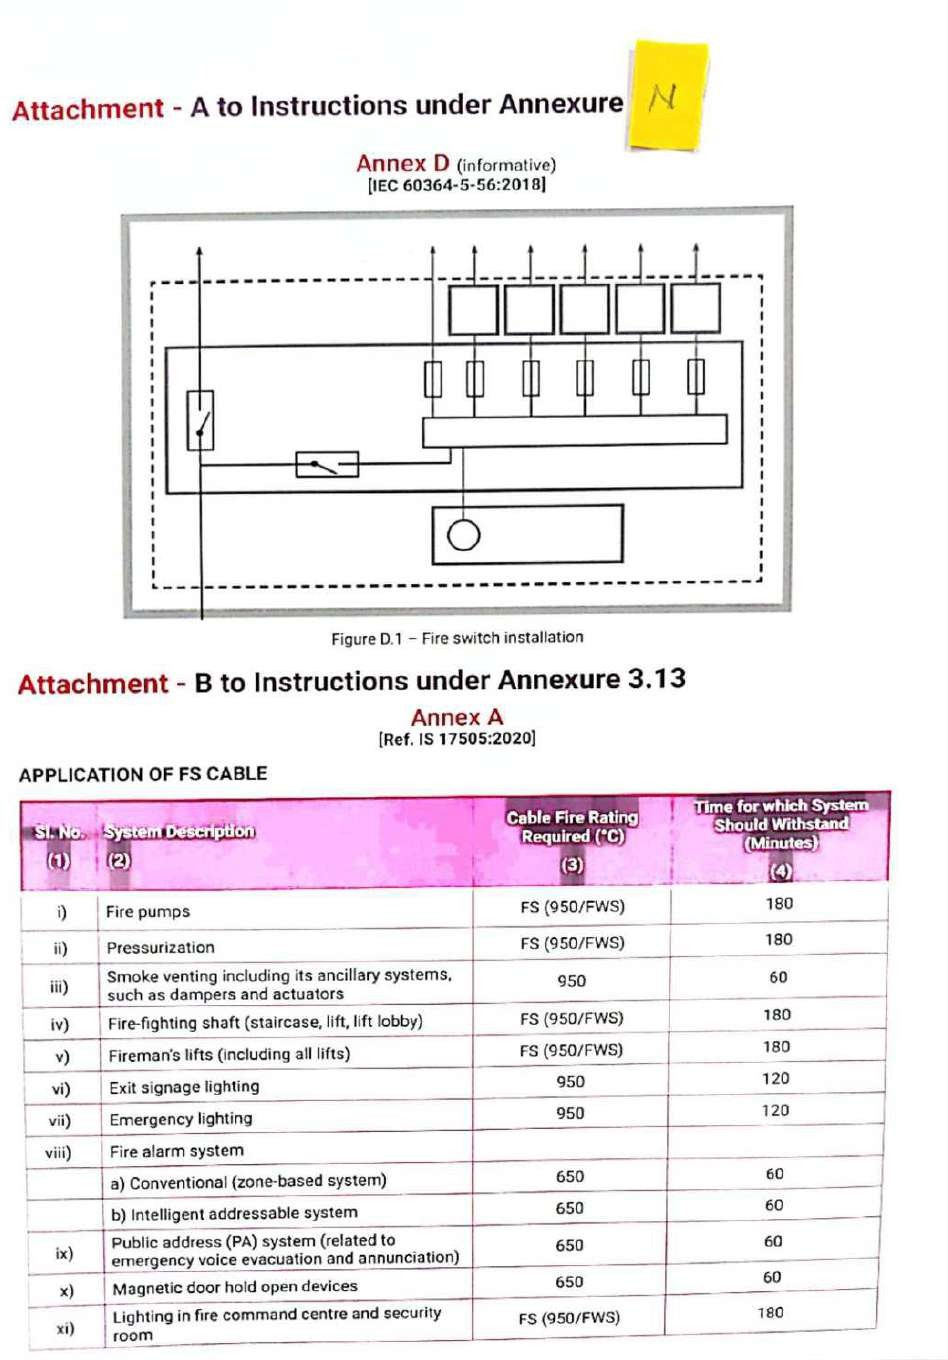 Attachment - A to Instructions under Annexure N
Annex D (informative)
[IEC 60364-5-56:2018]
Figure D.1 – Fire switch installation
Attachment - B to Instructions under Annexure 3.13
Annex A
[Ref. IS 17505:2020]
APPLICATION OF FS CABLE
Sl. No. System Description Cable Fire Rating Required (°C) Time for which System Should Withstand (Minutes)
(1) (2) (3) (4)
i) Fire pumps FS (950/FWS) 180
ii) Pressurization FS (950/FWS) 180
iii) Smoke venting including its ancillary systems, 950 60
such as dampers and actuators
iv) Fire-fighting shaft (staircase, lift, lift lobby) FS (950/FWS) 180
v) Fireman's lifts (including all lifts) FS (950/FWS) 180
vi) Exit signage lighting 950 120
vii) Emergency lighting 950 120
viii) Fire alarm system
a) Conventional (zone-based system) 650 60
b) Intelligent addressable system 650 60
ix) Public address (PA) system (related to 650 60
emergency voice evacuation and annunciation)
x) Magnetic door hold open devices 650 60
xi) Lighting in fire command centre and security FS (950/FWS) 180
room